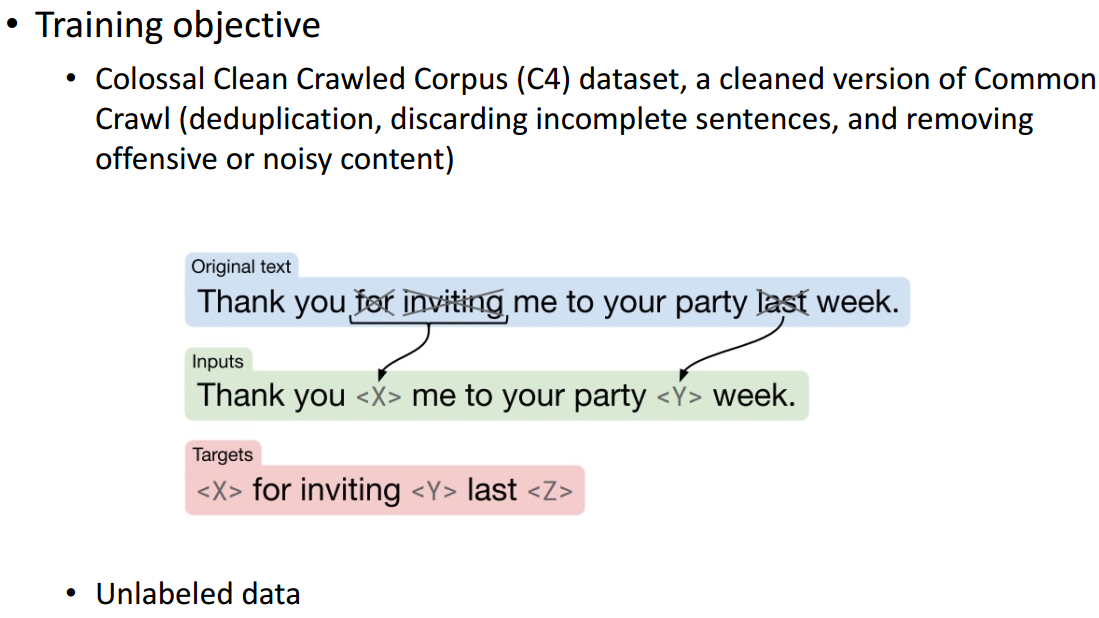 • Training objective
• Colossal Clean Crawled Corpus (C4) dataset, a cleaned version of Common
Crawl (deduplication, discarding incomplete sentences, and removing
offensive or noisy content)
Original text
Thank you for inviting me to your party last week.
Inputs
Thank you <X> me to your party <Y> week.
Targets
<X> for inviting <Y> last <Z>
• Unlabeled data